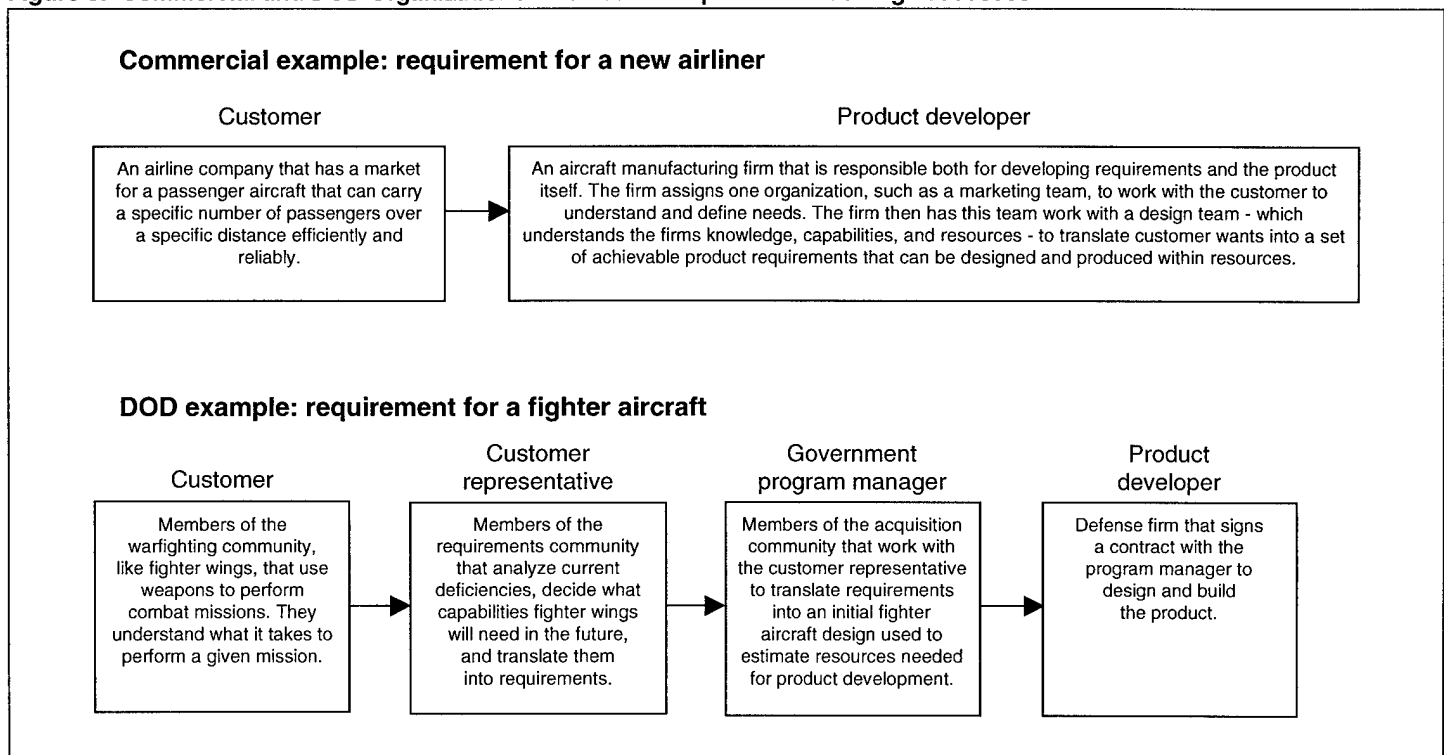 Commercial example: requirement for a new airliner
Customer
An airline company that has a market
for a passenger aircraft that can carry
a specific number of passengers over
a specific distance efficiently and
reliably.
Product developer
An aircraft manufacturing firm that is responsible both for developing requirements and the product
itself. The firm assigns one organization, such as a marketing team, to work with the customer to
understand and define needs. The firm then has this team work with a design team - which
understands the firms knowledge, capabilities, and resources - to translate customer wants into a set
of achievable product requirements that can be designed and produced within resources.
DOD example: requirement for a fighter aircraft
Customer
Members of the
warfighting community,
like fighter wings, that use
weapons to perform
combat missions. They
understand what it takes to
perform a given mission.
Customer
representative
Members of the
requirements community
that analyze current
deficiencies, decide what
capabilities fighter wings
will need in the future,
and translate them
into requirements.
Government
program manager
Members of the acquisition
community that work with
the customer representative
to translate requirements
into an initial fighter
aircraft design used to
estimate resources needed
for product development.
Product
developer
Defense firm that signs
a contract with the
program manager to
design and build
the product.